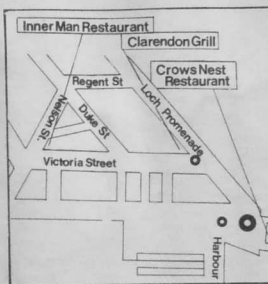 Inner Man Restaurant
Clarendon Grill
Crows Nest
Restaurant
Regent St
Loch Promenade
Nelson St.
Duke St
Victoria Street
Harbour